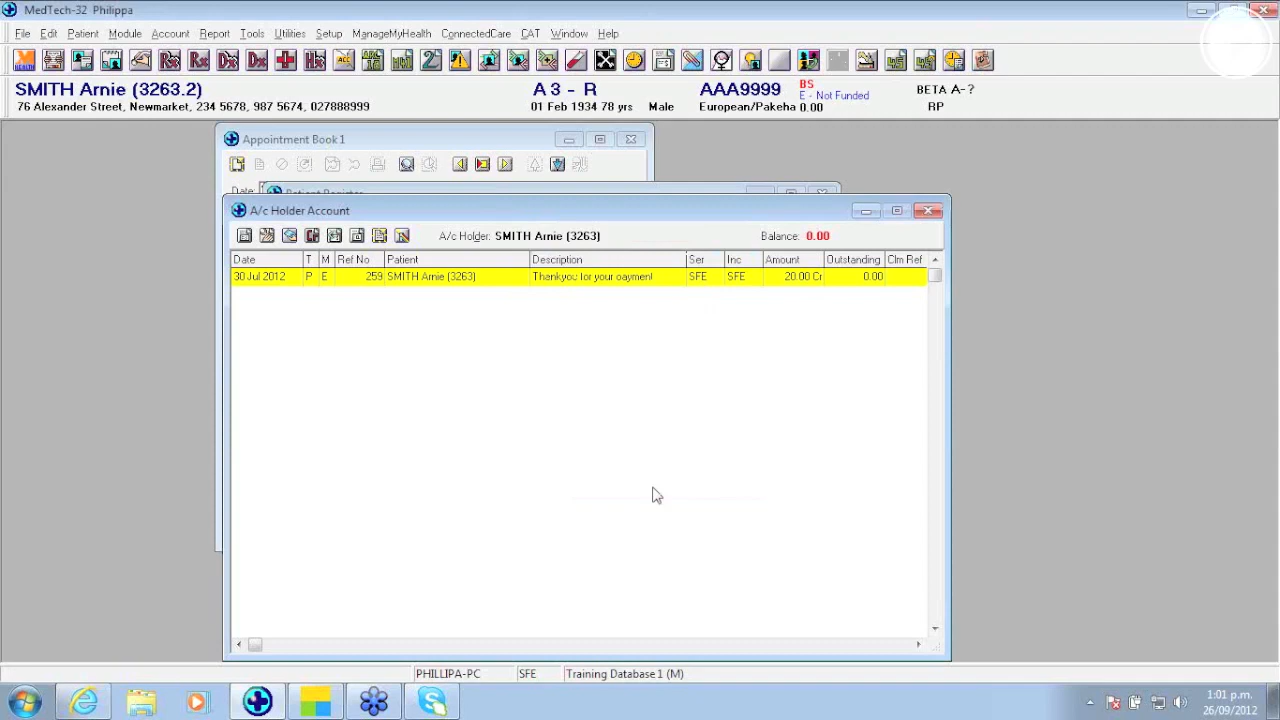 MedTech-32 Philippa
File Edit Patient Module Account Report Tools Utilities Setup ManageMyHealth ConnectedCare CAT Window Help
SMITH Arnie (3263.2) A 3 - R AAA9999 BS BETA A-?
E - Not Funded
76 Alexander Street, Newmarket, 234 5678, 987 5674, 027888999 01 Feb 1934 78 yrs Male European/Pakeha 0.00 RP
Appointment Book 1
Date
Patient Register
A/c Holder Account
A/c Holder: SMITH Arnie (3263) Balance: 0.00
Date T M Ref No Patient Description Ser Inc Amount Outstanding Clm Ref
30 Jul 2012 P E 259 SMITH Arnie (3263) Thankyou for your payment SFE SFE 20.00 Cr 0.00
PHILLIPA-PC SFE Training Database 1 (M)
1:01 p.m.
26/09/2012